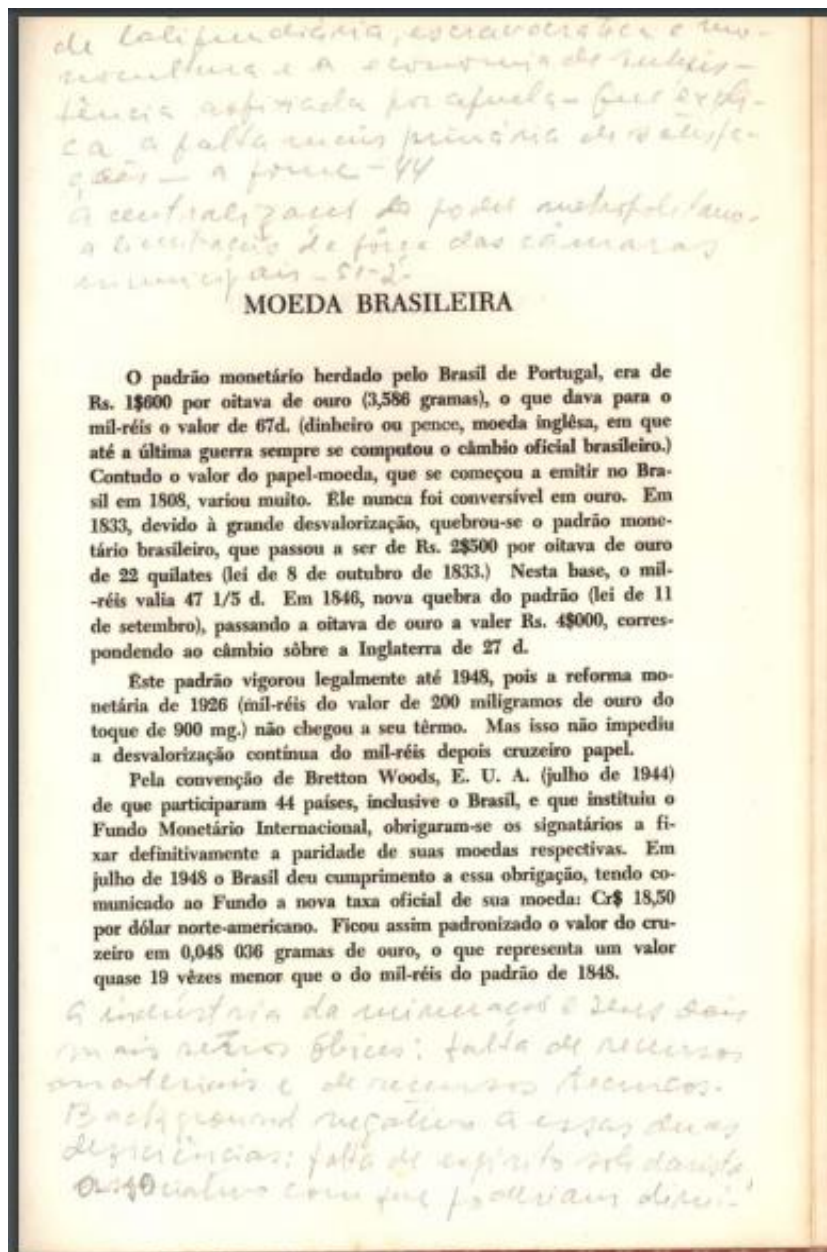 de latifundiária, escravocrata e mo-
nocultura e a economia de subsis-
tência asfixiada por aquela - que expli-
ca a falta mais primária de satisfa-
ções - a fome - 44
A centralização do poder metropolitano.
a de força das câmaras
municipais - 51-2.
MOEDA BRASILEIRA
O padrão monetário herdado pelo Brasil de Portugal, era de
Rs. 1$600 por oitava de ouro (3,586 gramas), o que dava para o
mil-réis o valor de 67d. (dinheiro ou pence, moeda inglêsa, em que
até a última guerra sempre se computou o câmbio oficial brasileiro.)
Contudo o valor do papel-moeda, que se começou a emitir no Bra-
sil em 1808, variou muito. Êle nunca foi conversível em ouro. Em
1833, devido à grande desvalorização, quebrou-se o padrão mone-
tário brasileiro, que passou a ser de Rs. 2$500 por oitava de ouro
de 22 quilates (lei de 8 de outubro de 1833.) Nesta base, o mil-
-réis valia 47 1/5 d. Em 1846, nova quebra do padrão (lei de 11
de setembro), passando a oitava de ouro a valer Rs. 4$000, corres-
pondendo ao câmbio sôbre a Inglaterra de 27 d.
Êste padrão vigorou legalmente até 1948, pois a reforma mo-
netária de 1926 (mil-réis do valor de 200 miligramos de ouro do
toque de 900 mg.) não chegou a seu têrmo. Mas isso não impediu
a desvalorização contínua do mil-réis depois cruzeiro papel.
Pela convenção de Bretton Woods, E. U. A. (julho de 1944)
de que participaram 44 países, inclusive o Brasil, e que instituiu o
Fundo Monetário Internacional, obrigaram-se os signatários a fi-
xar definitivamente a paridade de suas moedas respectivas. Em
julho de 1948 o Brasil deu cumprimento a essa obrigação, tendo co-
municado ao Fundo a nova taxa oficial de sua moeda: Cr$ 18,50
por dólar norte-americano. Ficou assim padronizado o valor do cru-
zeiro em 0,048 036 gramas de ouro, o que representa um valor
quase 19 vêzes menor que o do mil-réis do padrão de 1848.
A indústria da mineração e seus dois
mais sérios óbices: falta de recursos
materiais e de recursos técnicos.
Background negativo a essas duas
deficiências: falta de espírito solidarista,
associativo com que poderiam dimi-